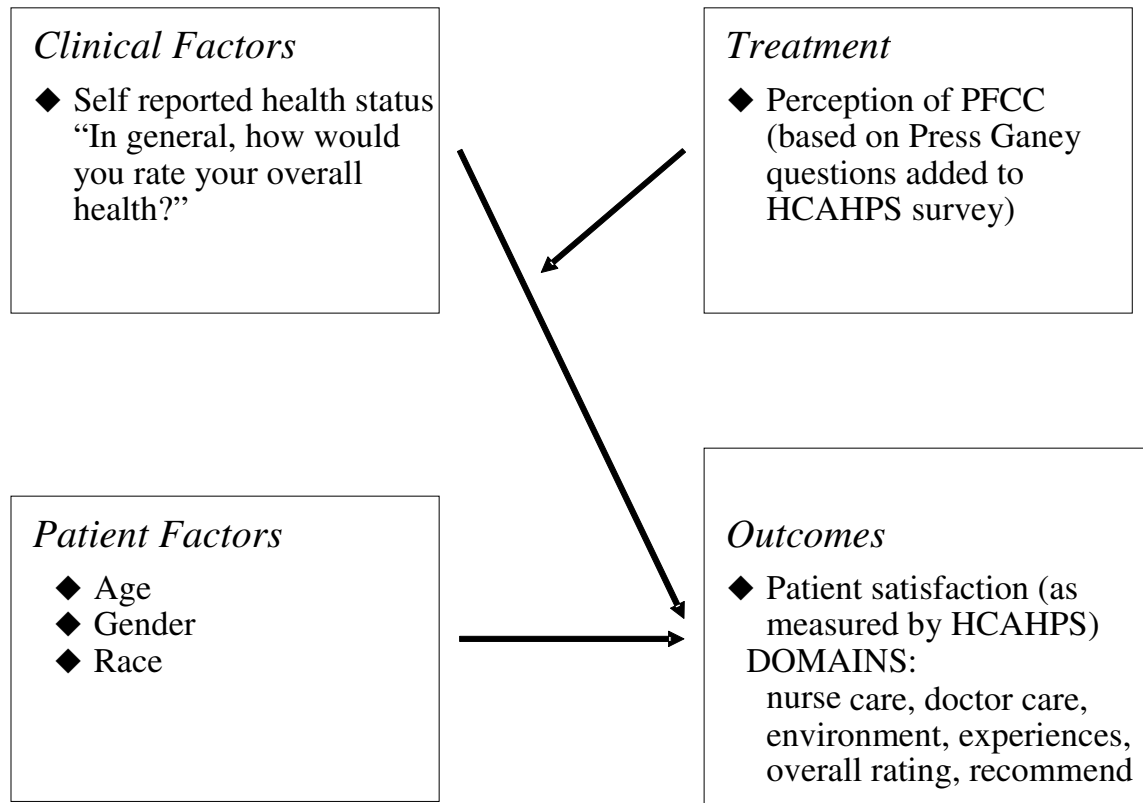 Clinical Factors
◆ Self reported health status
“In general, how would
you rate your overall
health?”
Treatment
◆ Perception of PFCC
(based on Press Ganey
questions added to
HCAHPS survey)
Patient Factors
◆ Age
◆ Gender
◆ Race
Outcomes
◆ Patient satisfaction (as
measured by HCAHPS)
DOMAINS:
nurse care, doctor care,
environment, experiences,
overall rating, recommend